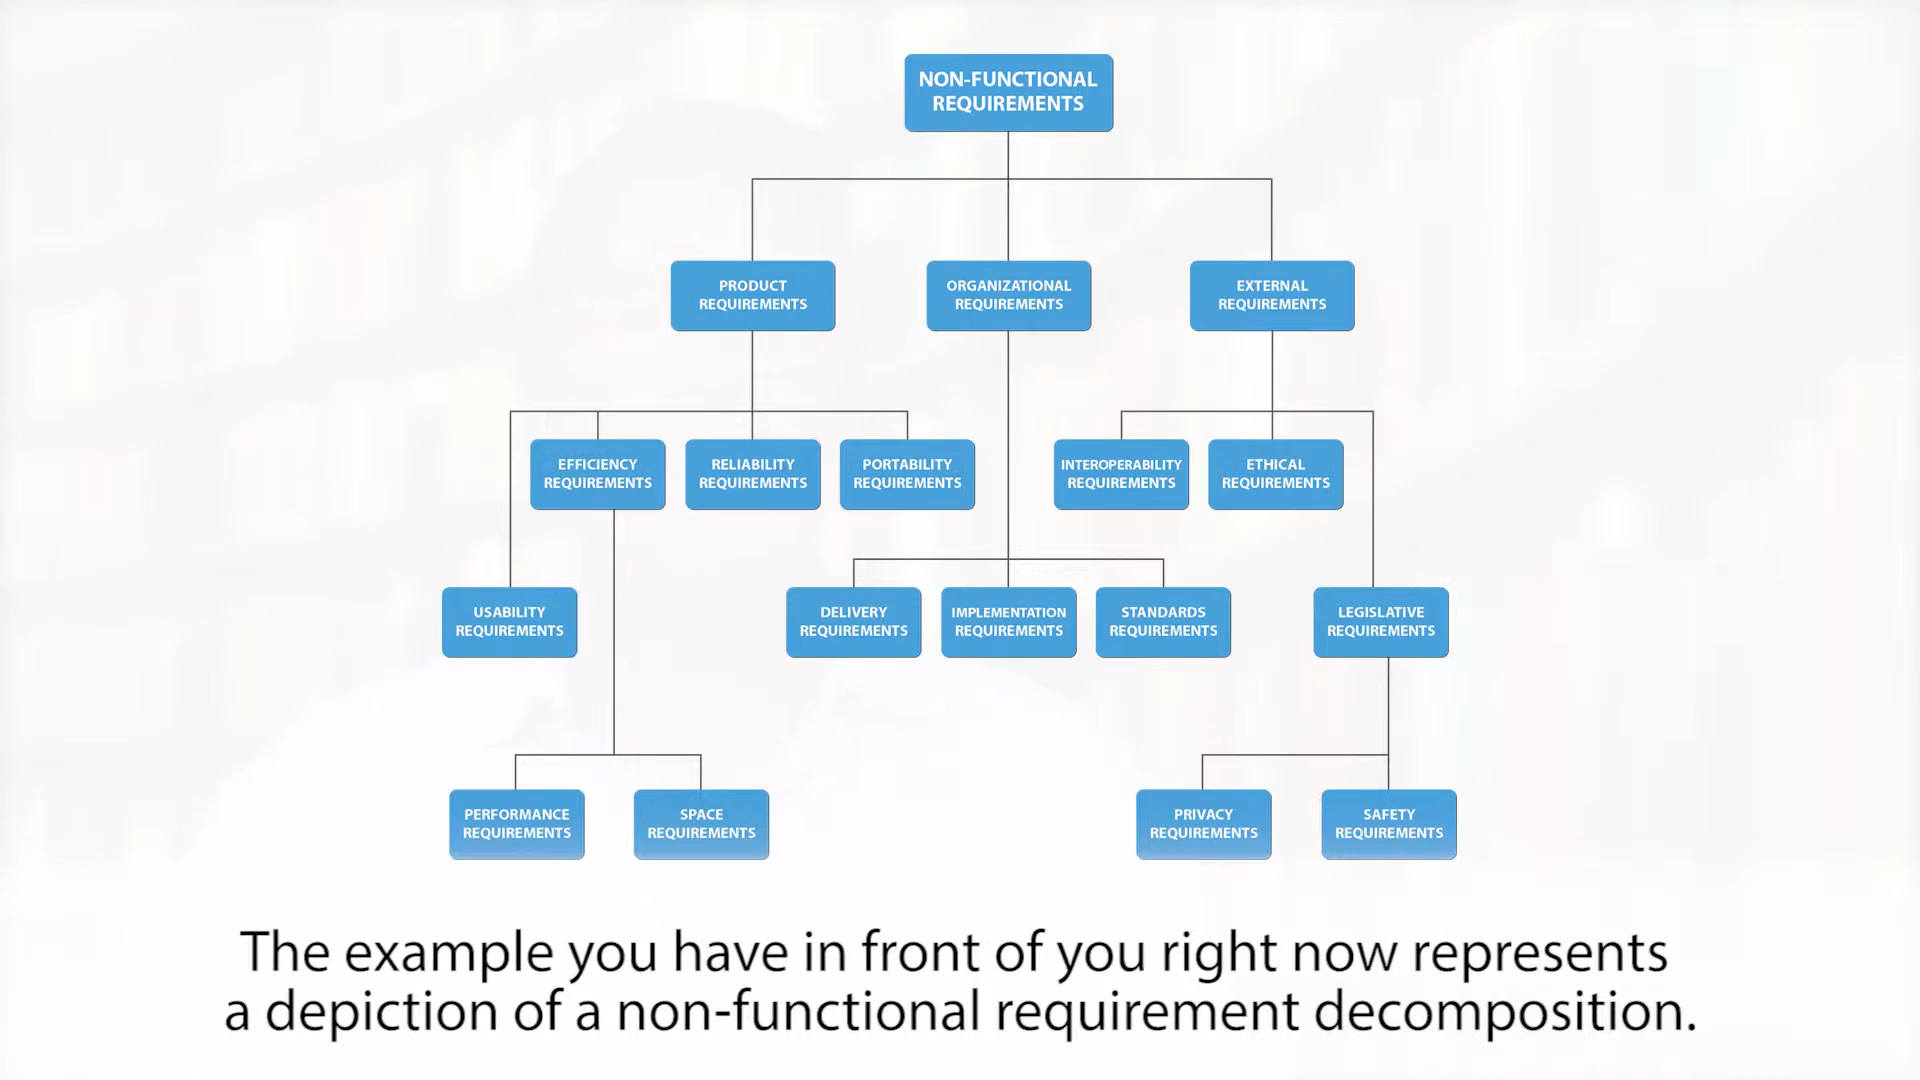 NON-FUNCTIONAL
REQUIREMENTS
PRODUCT
REQUIREMENTS
ORGANIZATIONAL
REQUIREMENTS
EXTERNAL
REQUIREMENTS
EFFICIENCY
REQUIREMENTS
RELIABILITY
REQUIREMENTS
PORTABILITY
REQUIREMENTS
INTEROPERABILITY
REQUIREMENTS
ETHICAL
REQUIREMENTS
USABILITY
REQUIREMENTS
DELIVERY
REQUIREMENTS
IMPLEMENTATION
REQUIREMENTS
STANDARDS
REQUIREMENTS
LEGISLATIVE
REQUIREMENTS
PERFORMANCE
REQUIREMENTS
SPACE
REQUIREMENTS
PRIVACY
REQUIREMENTS
SAFETY
REQUIREMENTS
The example you have in front of you right now represents
a depiction of a non-functional requirement decomposition.